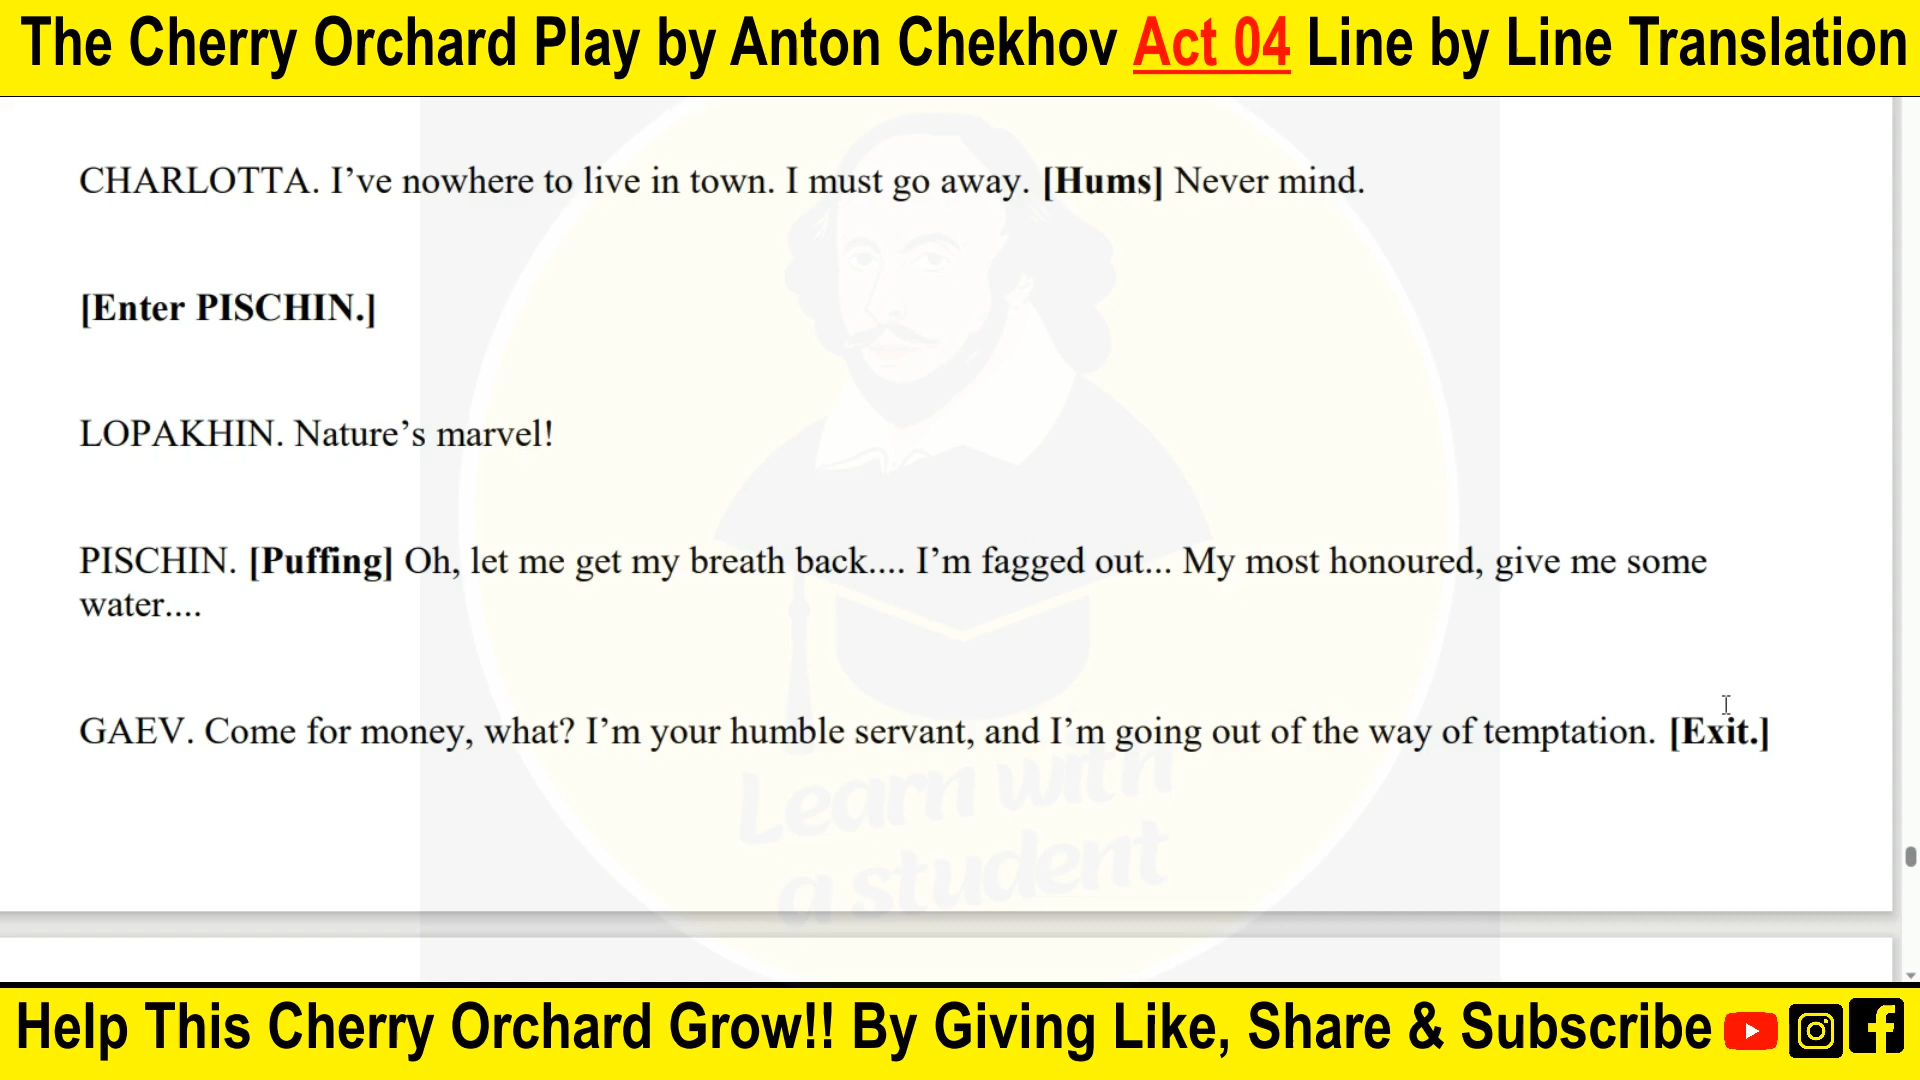 The Cherry Orchard Play by Anton Chekhov Act 04 Line by Line Translation
CHARLOTTA. I’ve nowhere to live in town. I must go away. [Hums] Never mind.
[Enter PISCHIN.]
LOPAKHIN. Nature’s marvel!
PISCHIN. [Puffing] Oh, let me get my breath back.... I’m fagged out... My most honoured, give me some
water....
GAEV. Come for money, what? I’m your humble servant, and I’m going out of the way of temptation. [Exit.]
Learn with
a student
Help This Cherry Orchard Grow!! By Giving Like, Share & Subscribe